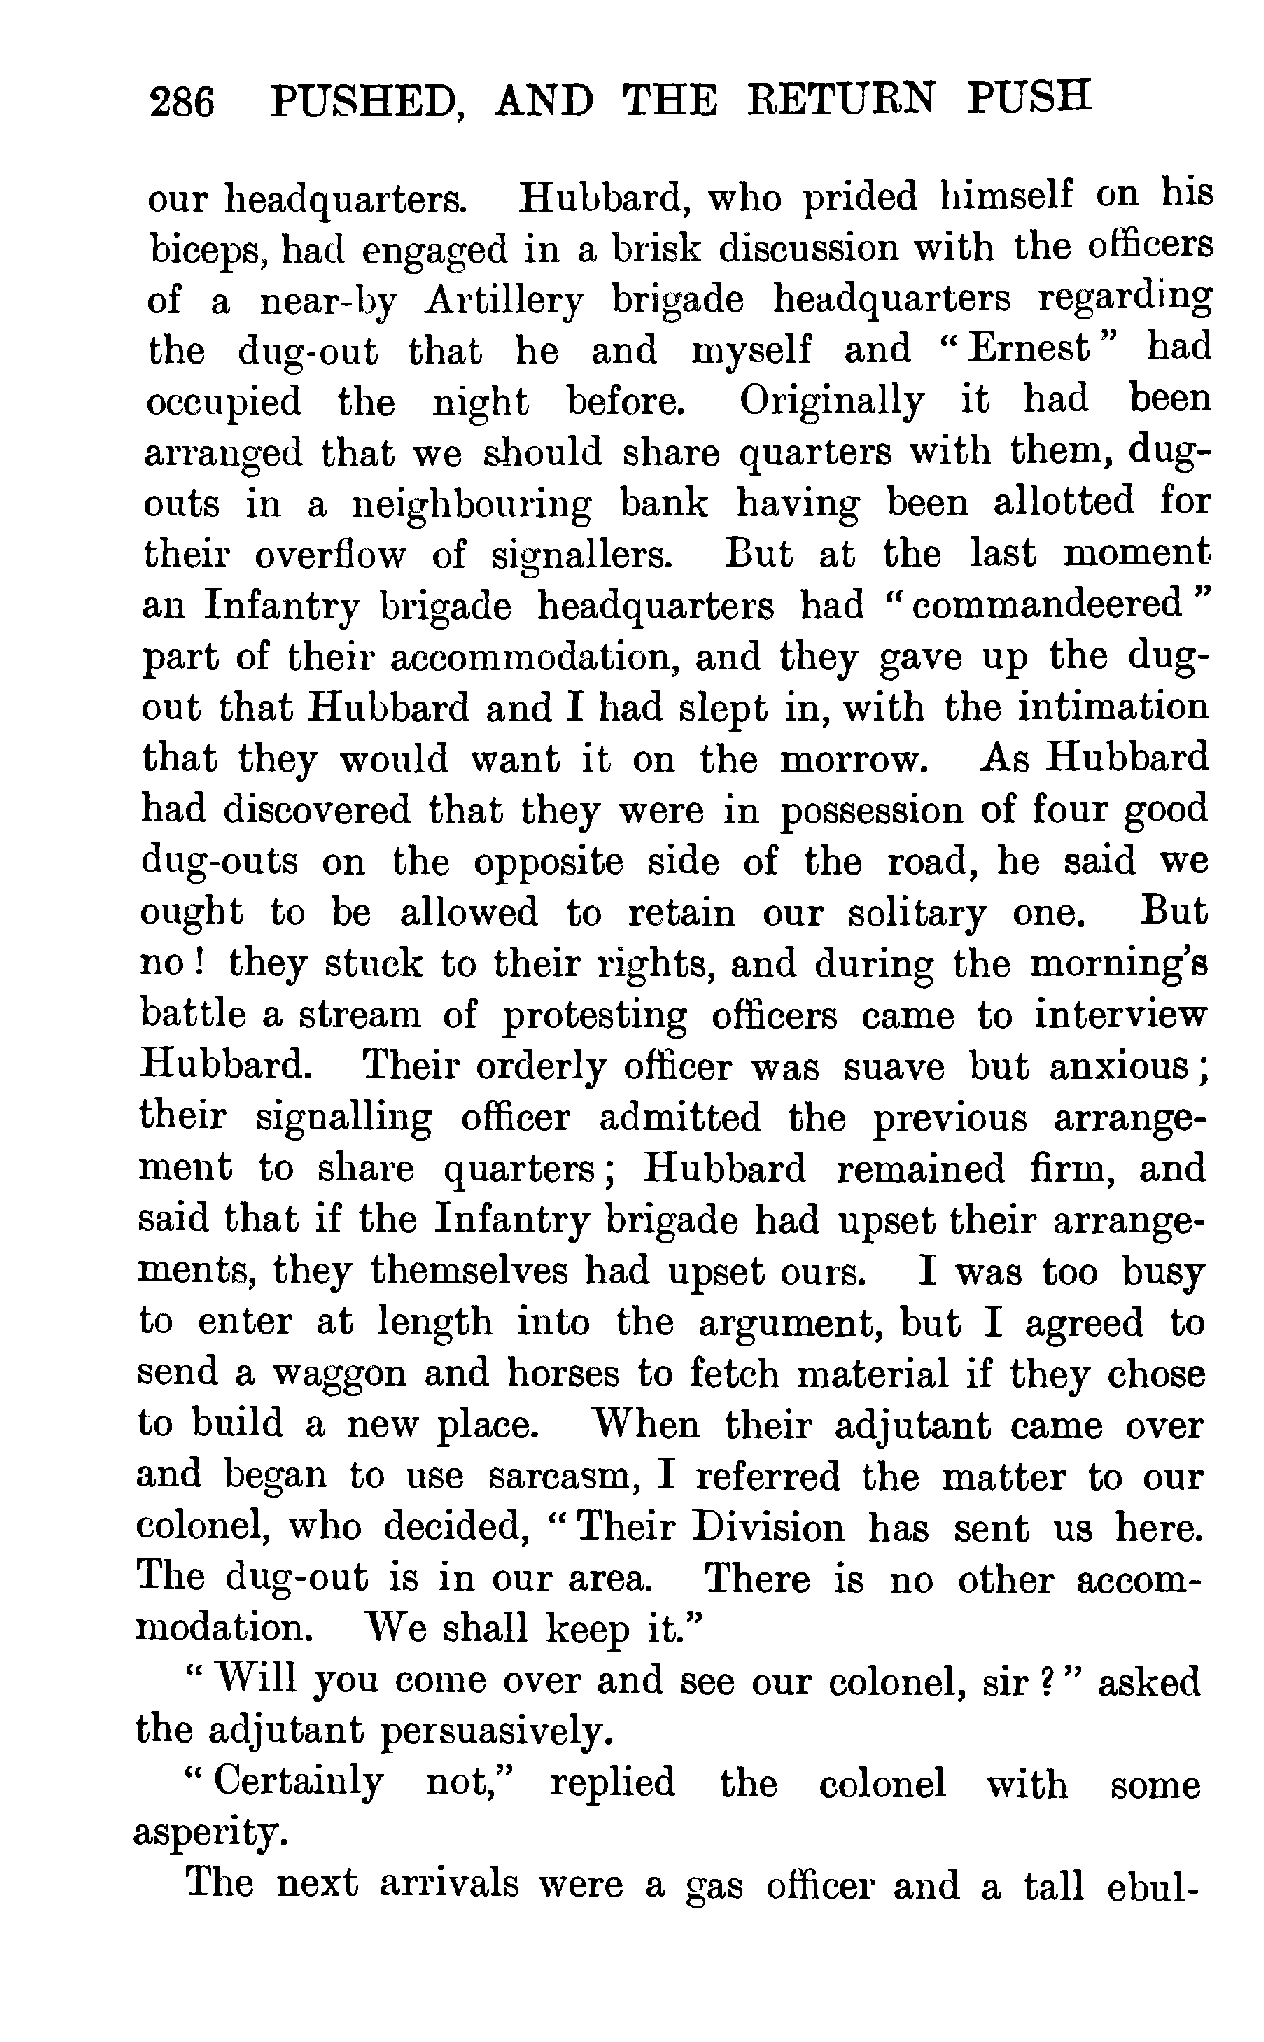 286 PUSHED, AND THE RETURN PUSH
our headquarters. Hubbard, who prided himself on his
biceps, had engaged in a brisk discussion with the officers
of a near-by Artillery brigade headquarters regarding
the dug-out that he and myself and “ Ernest ” had
occupied the night before. Originally it had been
arranged that we should share quarters with them, dug-
outs in a neighbouring bank having been allotted for
their overflow of signallers. But at the last moment
an Infantry brigade headquarters had “ commandeered ”
part of their accommodation, and they gave up the dug-
out that Hubbard and I had slept in, with the intimation
that they would want it on the morrow. As Hubbard
had discovered that they were in possession of four good
dug-outs on the opposite side of the road, he said we
ought to be allowed to retain our solitary one. But
no ! they stuck to their rights, and during the morning’s
battle a stream of protesting officers came to interview
Hubbard. Their orderly officer was suave but anxious ;
their signalling officer admitted the previous arrange-
ment to share quarters ; Hubbard remained firm, and
said that if the Infantry brigade had upset their arrange-
ments, they themselves had upset ours. I was too busy
to enter at length into the argument, but I agreed to
send a waggon and horses to fetch material if they chose
to build a new place. When their adjutant came over
and began to use sarcasm, I referred the matter to our
colonel, who decided, “ Their Division has sent us here.
The dug-out is in our area. There is no other accom-
modation. We shall keep it.”
“ Will you come over and see our colonel, sir ? ” asked
the adjutant persuasively.
“ Certainly not,” replied the colonel with some
asperity.
The next arrivals were a gas officer and a tall ebul-